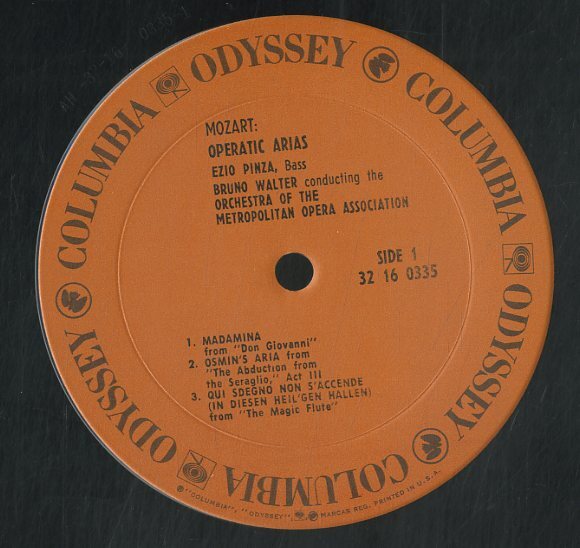 COLUMBIA ODYSSEY COLUMBIA ODYSSEY COLUMBIA ODYSSEY
MOZART:
OPERATIC ARIAS
EZIO PINZA, Bass
BRUNO WALTER conducting the
ORCHESTRA OF THE
METROPOLITAN OPERA ASSOCIATION
SIDE 1
32 16 0335
1. MADAMINA
from "Don Giovanni"
2. OSMIN'S ARIA from
"The Abduction from
the Seraglio," Act III
3. QUI SDEGNO NON S'ACCENDE
(IN DIESEN HEIL'GEN HALLEN)
from "The Magic Flute"
® "COLUMBIA", "ODYSSEY", MARCAS REG. PRINTED IN U.S.A.